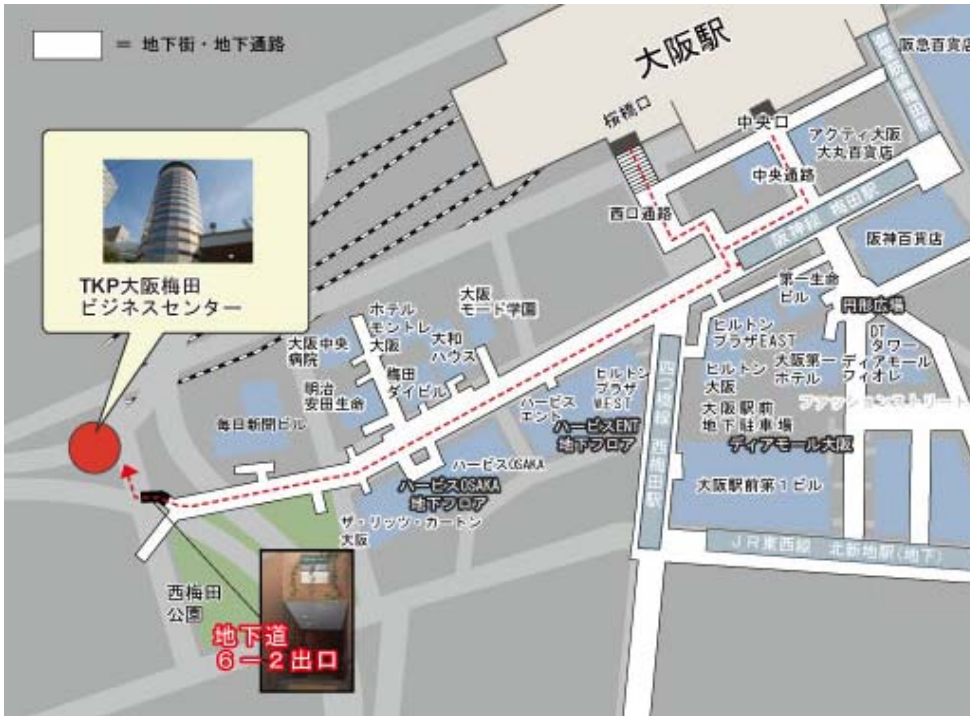 = 地下街・地下通路
大阪駅
桜橋口
中央口
阪急百貨店
アクティ大阪
大丸百貨店
中央通路
西口通路
阪神線 梅田駅
阪神百貨店
TKP大阪梅田
ビジネスセンター
第一生命
ビル
円形広場
大阪
モード学園
ホテル
モントレ
大阪
大和
ハウス
大阪中央
病院
梅田
ダイビル
明治
安田生命
毎日新聞ビル
ヒルトン
プラザEAST
DT
タワー
ヒルトン
大阪
大阪第一
ホテル
ディアモール
フィオレ
ヒルトン
プラザ
WEST
ハービス
エント
ハービスENT
地下フロア
四つ橋線 西梅田駅
大阪駅前
地下駐車場
ファッションストリート
ディアモール大阪
ハービスOSAKA
ハービスOSAKA
地下フロア
大阪駅前第1ビル
ザ・リッツ・カートン
大阪
JR東西線 北新地駅(地下)
西梅田
公園
地下道
6-2出口